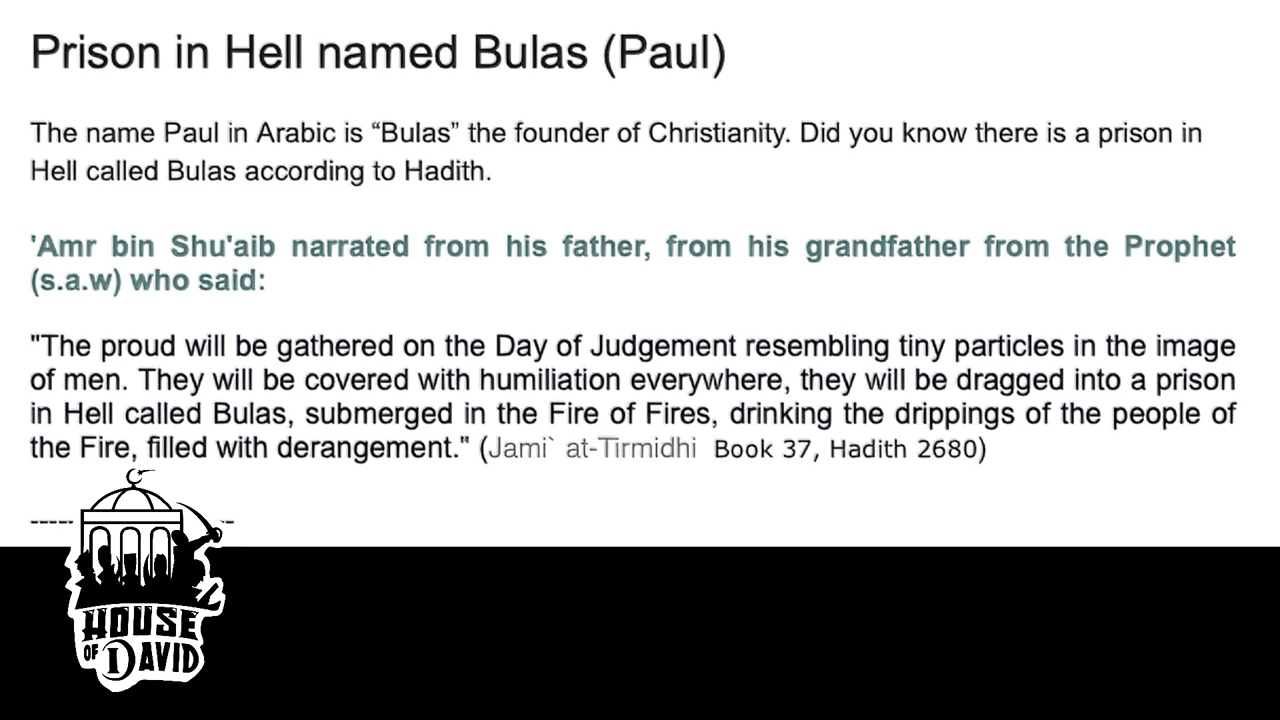 Prison in Hell named Bulas (Paul)
The name Paul in Arabic is “Bulas” the founder of Christianity. Did you know there is a prison in
Hell called Bulas according to Hadith.
'Amr bin Shu'aib narrated from his father, from his grandfather from the Prophet
(s.a.w) who said:
"The proud will be gathered on the Day of Judgement resembling tiny particles in the image
of men. They will be covered with humiliation everywhere, they will be dragged into a prison
in Hell called Bulas, submerged in the Fire of Fires, drinking the drippings of the people of
the Fire, filled with derangement." (Jami` at-Tirmidhi Book 37, Hadith 2680)
HOUSE
OF DAVID